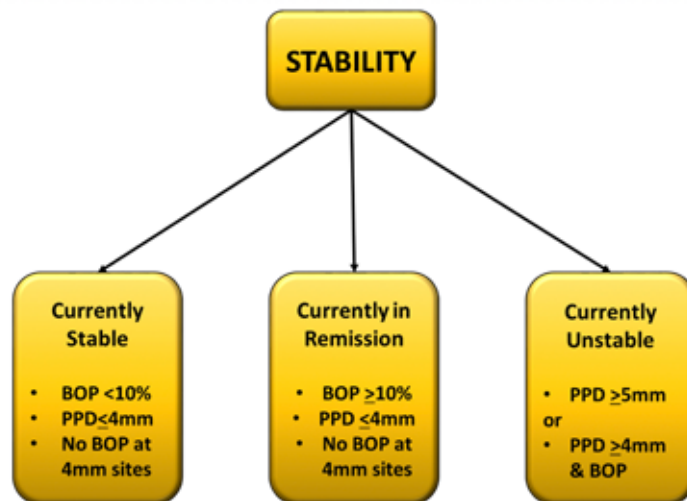 STABILITY
Currently
Stable
• BOP <10%
• PPD≤4mm
• No BOP at
4mm sites
Currently in
Remission
• BOP ≥10%
• PPD ≤4mm
• No BOP at
4mm sites
Currently
Unstable
• PPD ≥5mm
or
• PPD ≥4mm
& BOP